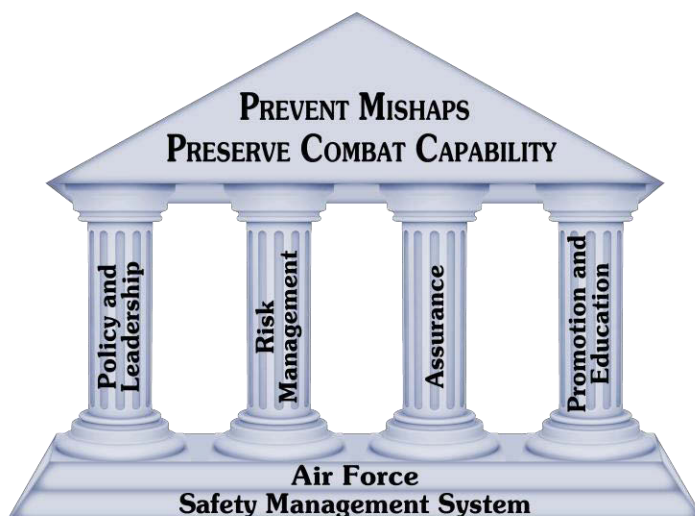 PREVENT MISHAPS
PRESERVE COMBAT CAPABILITY
Policy and
Leadership
Risk
Management
Assurance
Promotion and
Education
Air Force
Safety Management System